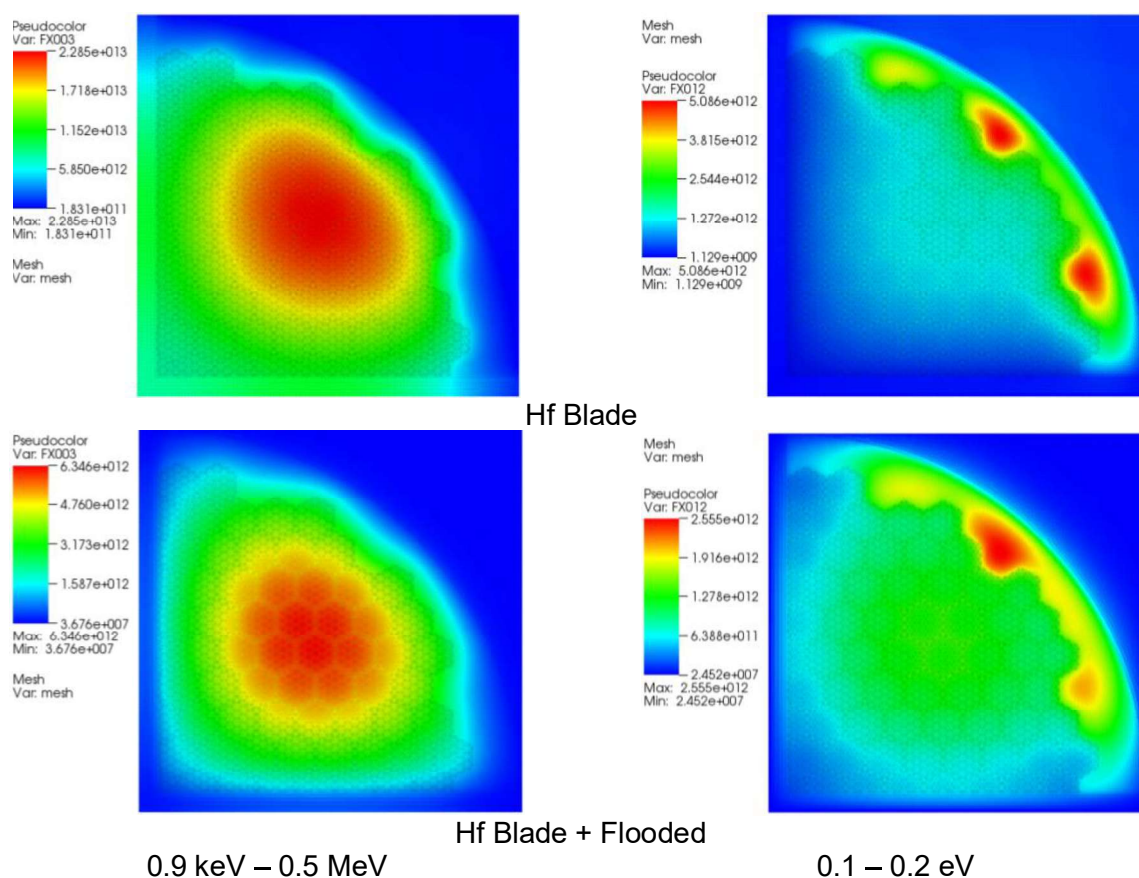 Pseudocolor
Var: FX003
2.285e+013
1.718e+013
1.152e+013
5.850e+012
1.831e+011
Max: 2.285e+013
Min: 1.831e+011
Mesh
Var: mesh
Mesh
Var: mesh
Pseudocolor
Var: FX012
5.086e+012
3.815e+012
2.544e+012
1.272e+012
1.129e+009
Max: 5.086e+012
Min: 1.129e+009
Hf Blade
Pseudocolor
Var: FX003
6.346e+012
4.760e+012
3.173e+012
1.587e+012
3.676e+007
Max: 6.346e+012
Min: 3.676e+007
Mesh
Var: mesh
Mesh
Var: mesh
Pseudocolor
Var: FX012
2.555e+012
1.916e+012
1.278e+012
6.388e+011
2.452e+007
Max: 2.555e+012
Min: 2.452e+007
Hf Blade + Flooded
0.9 keV – 0.5 MeV
0.1 – 0.2 eV